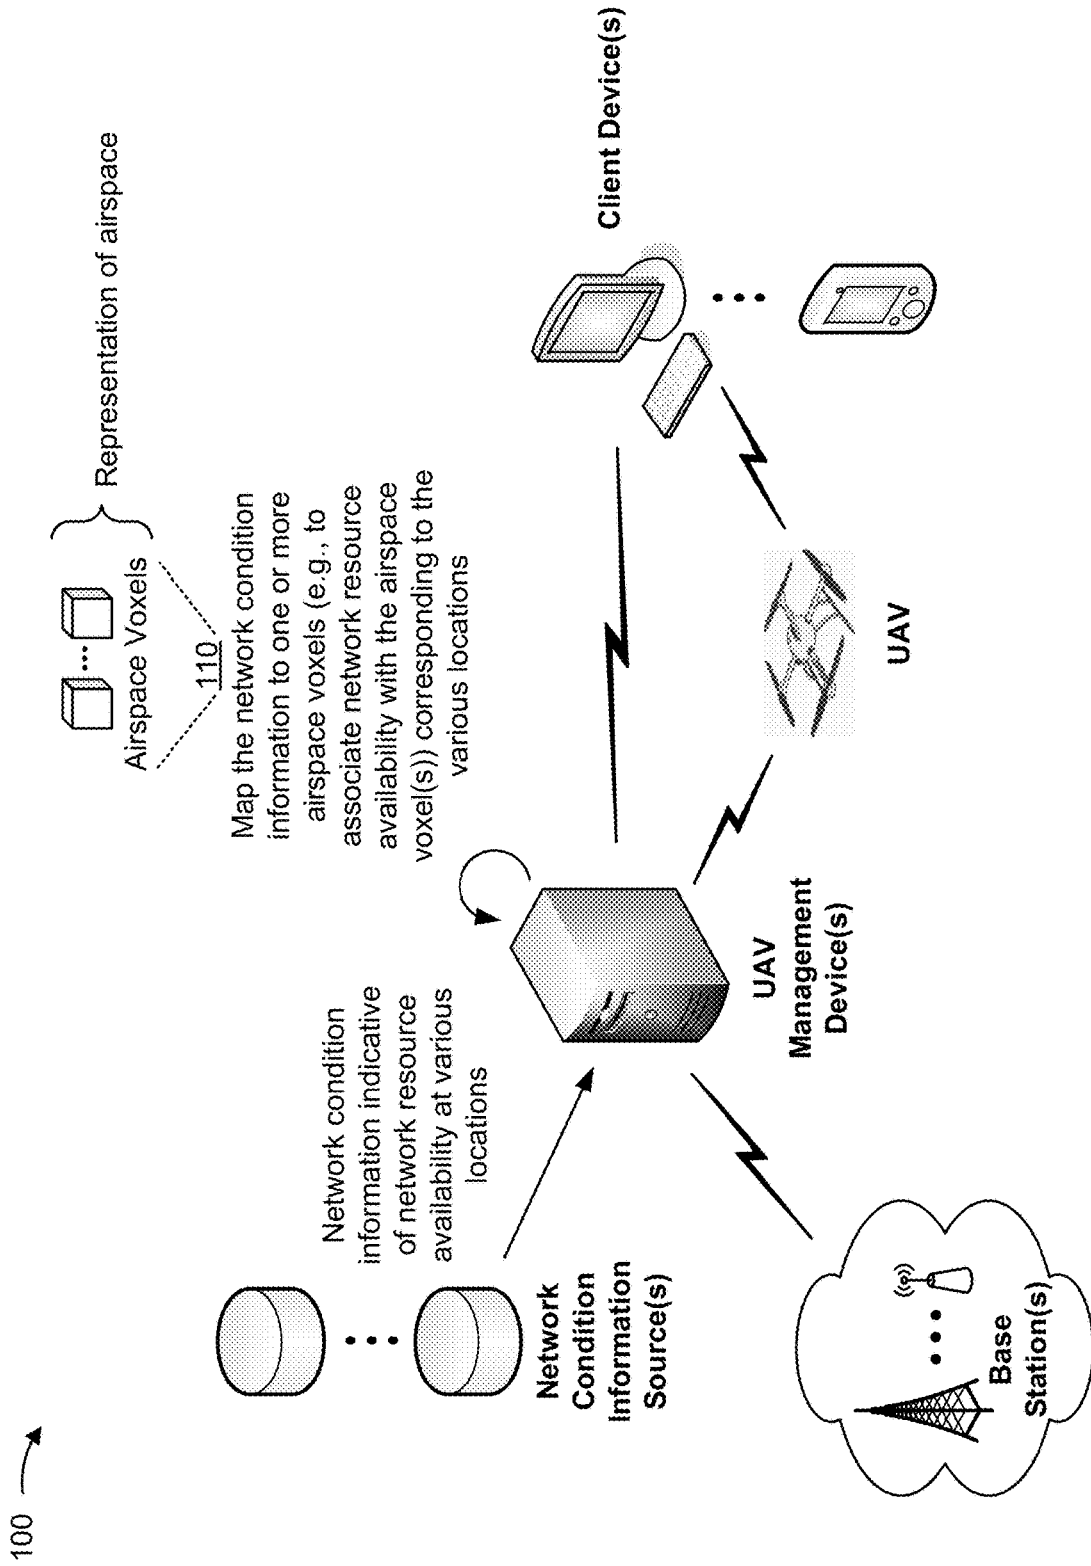 100
Airspace Voxels
Representation of airspace
110
Map the network condition
information to one or more
airspace voxels (e.g., to
associate network resource
availability with the airspace
voxel(s)) corresponding to the
various locations
Network condition
information indicative
of network resource
availability at various
locations
Network
Condition
Information
Source(s)
UAV
Management
Device(s)
Client Device(s)
UAV
Base
Station(s)